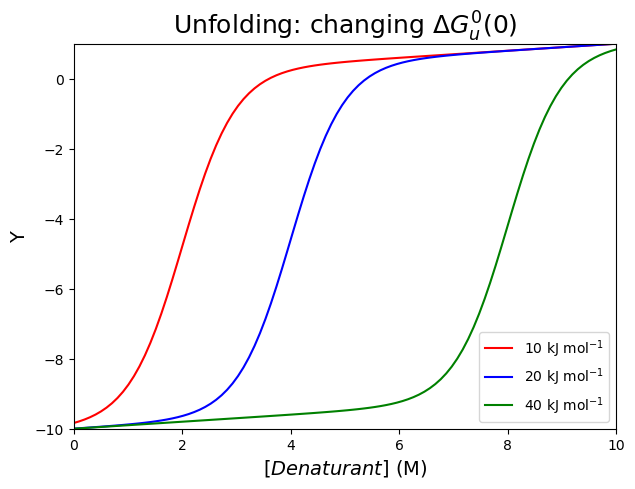 Unfolding: changing ΔG⁰ᵤ(0)
Y
0
−2
−4
−6
−8
−10
10 kJ mol⁻¹
20 kJ mol⁻¹
40 kJ mol⁻¹
0 2 4 6 8 10
[Denaturant] (M)